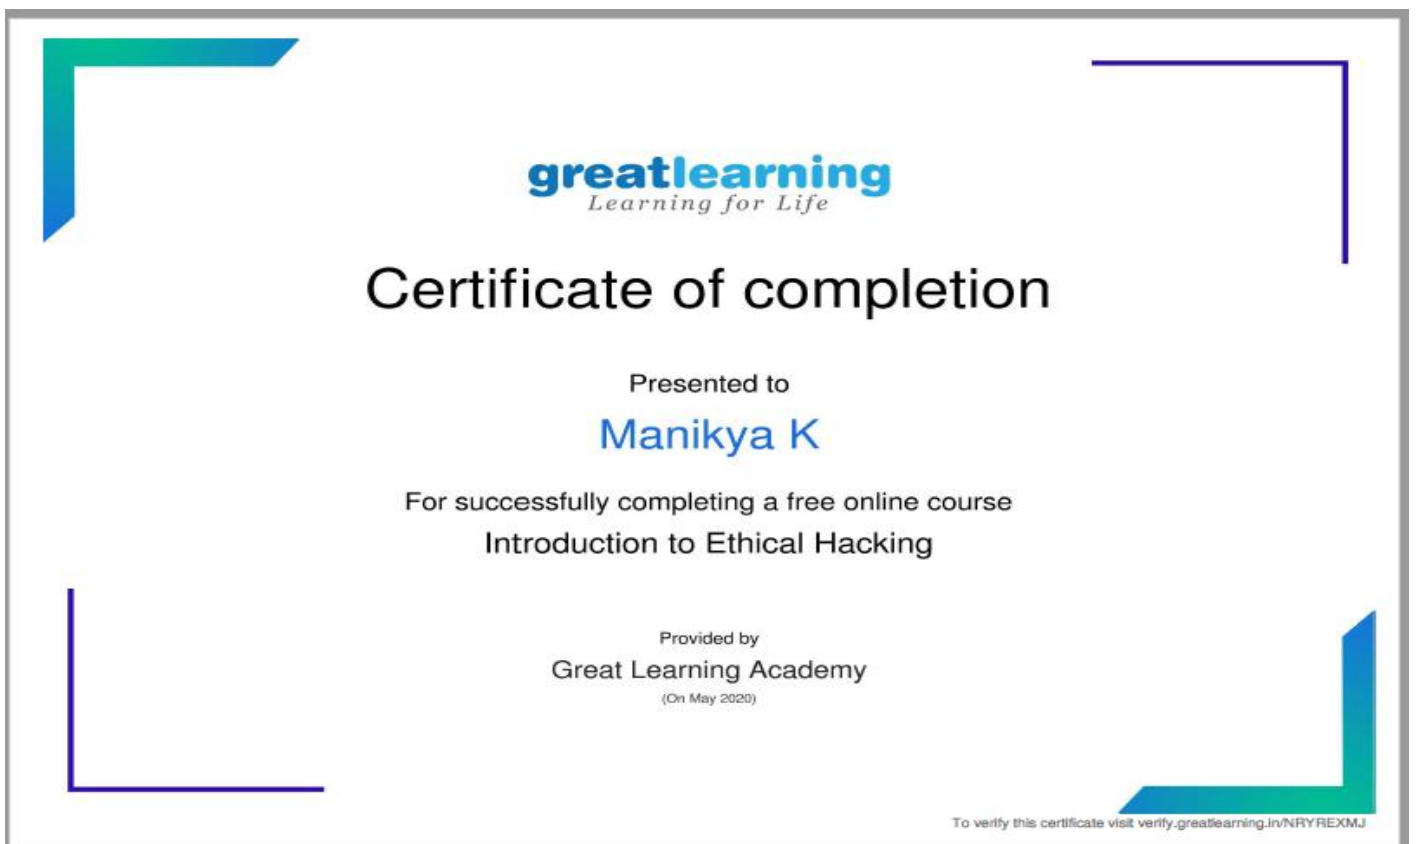 greatlearning
Learning for Life
Certificate of completion
Presented to
Manikya K
For successfully completing a free online course
Introduction to Ethical Hacking
Provided by
Great Learning Academy
(On May 2020)
To verify this certificate visit verify.greatlearning.in/NRYREXMJ